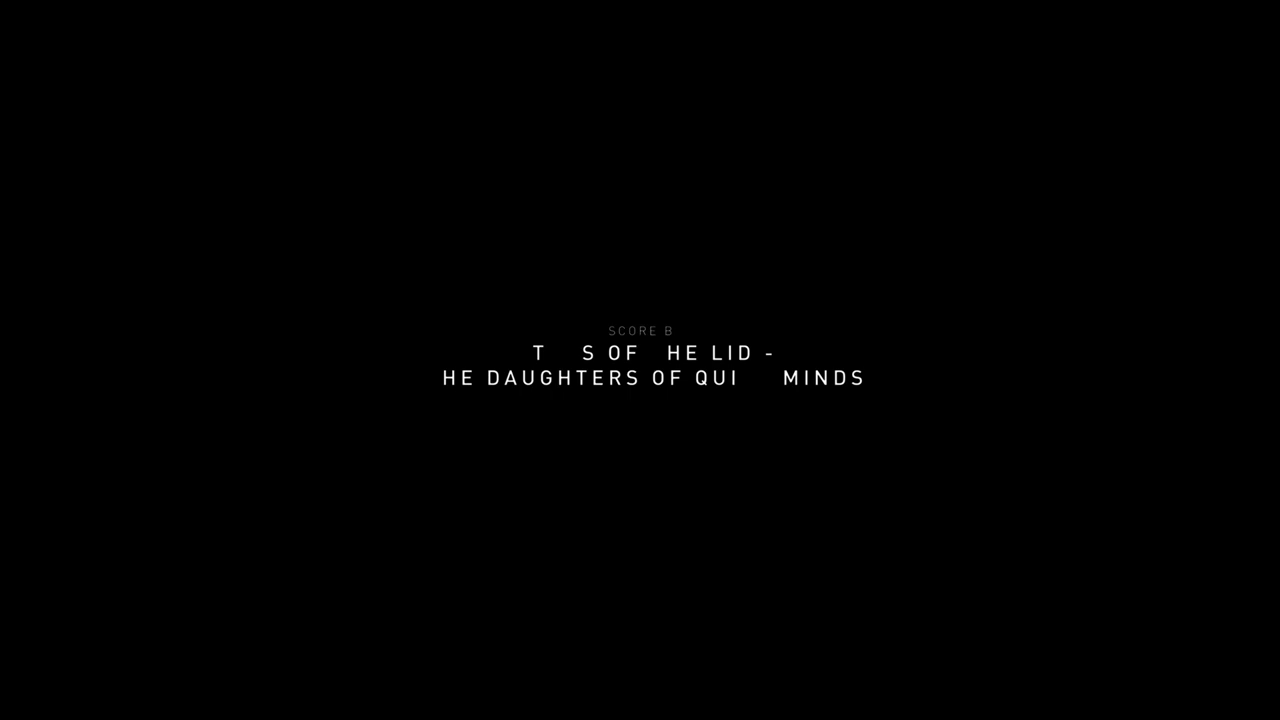 SCORE B
T S OF HE LID -
HE DAUGHTERS OF QUI MINDS